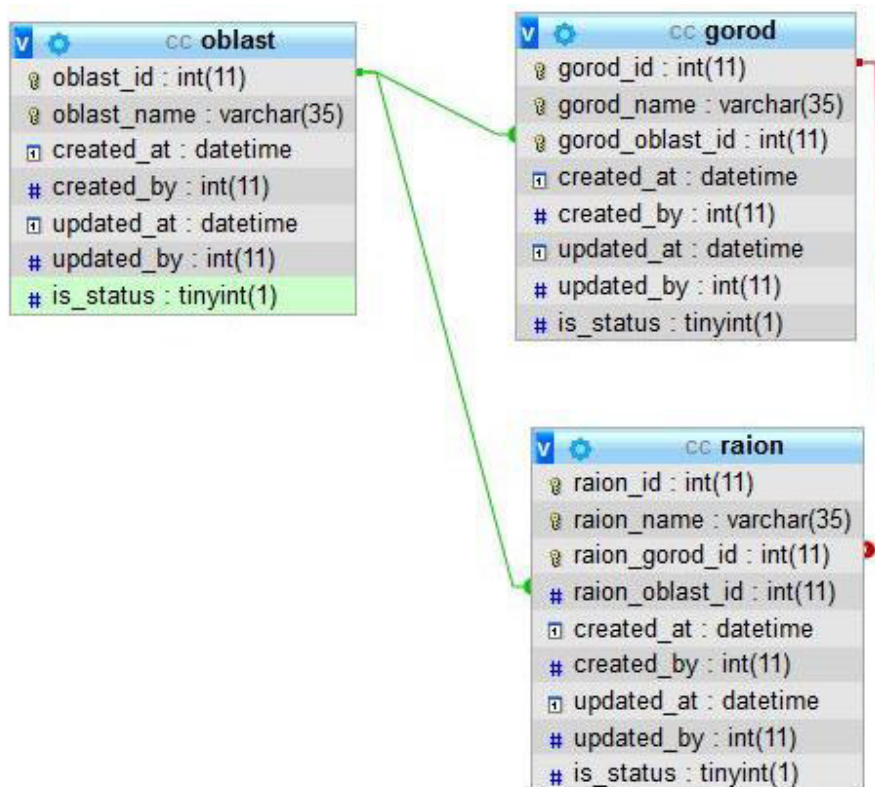 v cc oblast
oblast_id : int(11)
oblast_name : varchar(35)
created_at : datetime
# created_by : int(11)
updated_at : datetime
# updated_by : int(11)
# is_status : tinyint(1)
v cc gorod
gorod_id : int(11)
gorod_name : varchar(35)
gorod_oblast_id : int(11)
created_at : datetime
# created_by : int(11)
updated_at : datetime
# updated_by : int(11)
# is_status : tinyint(1)
v cc raion
raion_id : int(11)
raion_name : varchar(35)
raion_gorod_id : int(11)
# raion_oblast_id : int(11)
created_at : datetime
# created_by : int(11)
updated_at : datetime
# updated_by : int(11)
# is_status : tinyint(1)